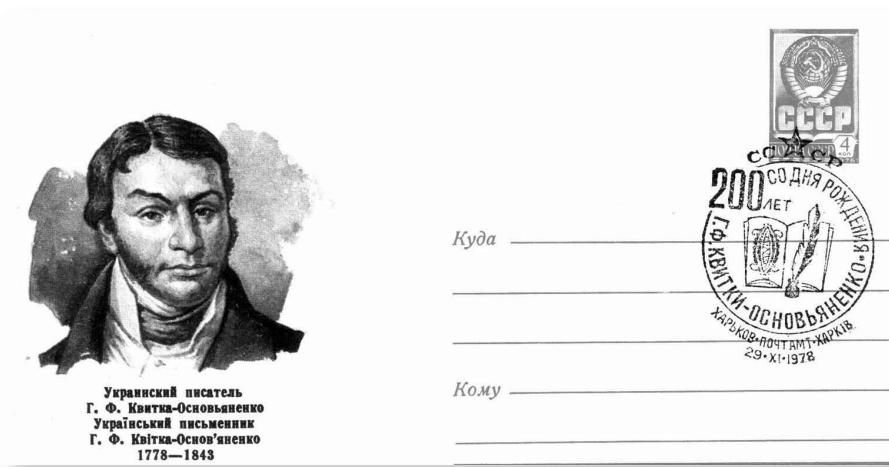 Украинский писатель
Г. Ф. Квитка-Основьяненко
Український письменник
Г. Ф. Квітка-Основ'яненко
1778—1843
Куда
Кому
СССР
4
КОП
СССР
200 ЛЕТ СО ДНЯ РОЖДЕНИЯ
Г.Ф. КВИТКИ-ОСНОВЬЯНЕНКО
ХАРЬКОВ•ПОЧТАМТ•ХАРКІВ
29•XI•1978